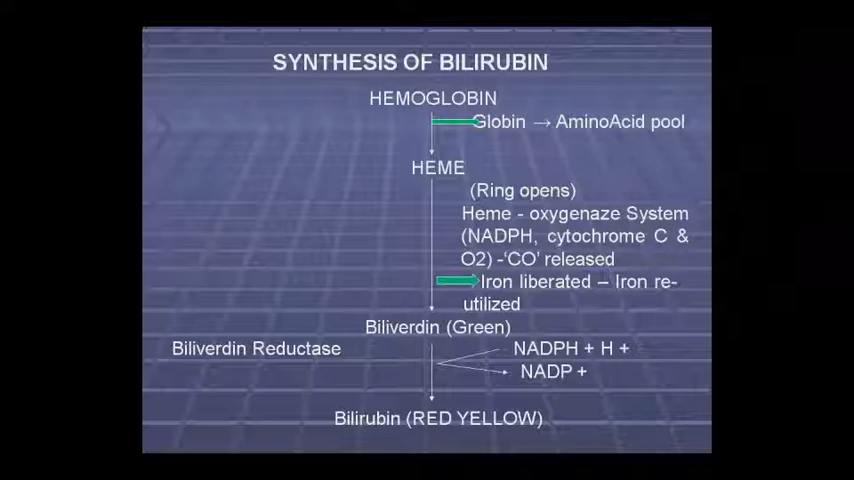 SYNTHESIS OF BILIRUBIN
HEMOGLOBIN
Globin → AminoAcid pool
HEME
(Ring opens)
Heme - oxygenaze System
(NADPH, cytochrome C &
O2) -‘CO’ released
Iron liberated – Iron re-
utilized
Biliverdin (Green)
Biliverdin Reductase NADPH + H +
NADP +
Bilirubin (RED YELLOW)